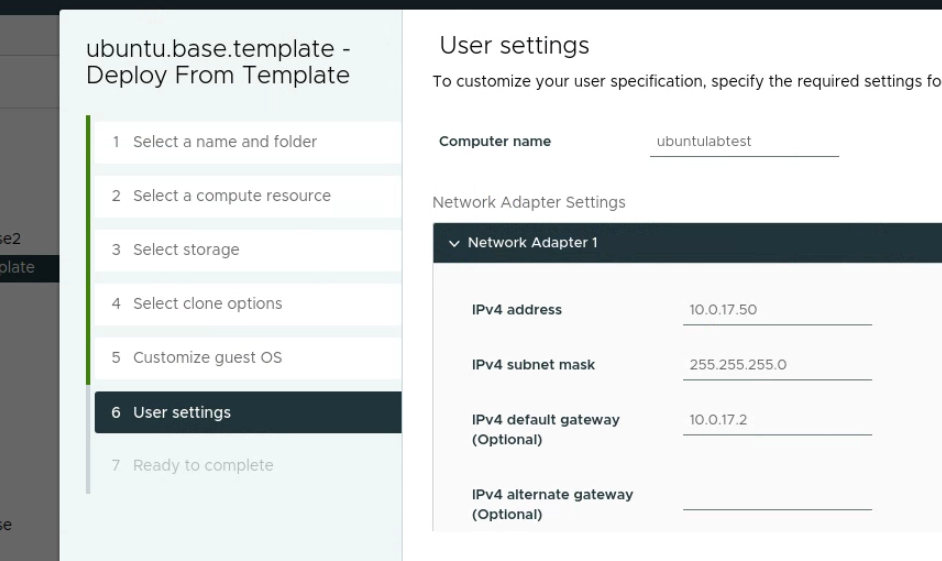 ubuntu.base.template -
Deploy From Template
1 Select a name and folder
2 Select a compute resource
3 Select storage
4 Select clone options
5 Customize guest OS
6 User settings
7 Ready to complete
se2
plate
se
User settings
To customize your user specification, specify the required settings fo
Computer name ubuntulabtest
Network Adapter Settings
Network Adapter 1
IPv4 address 10.0.17.50
IPv4 subnet mask 255.255.255.0
IPv4 default gateway 10.0.17.2
(Optional)
IPv4 alternate gateway
(Optional)